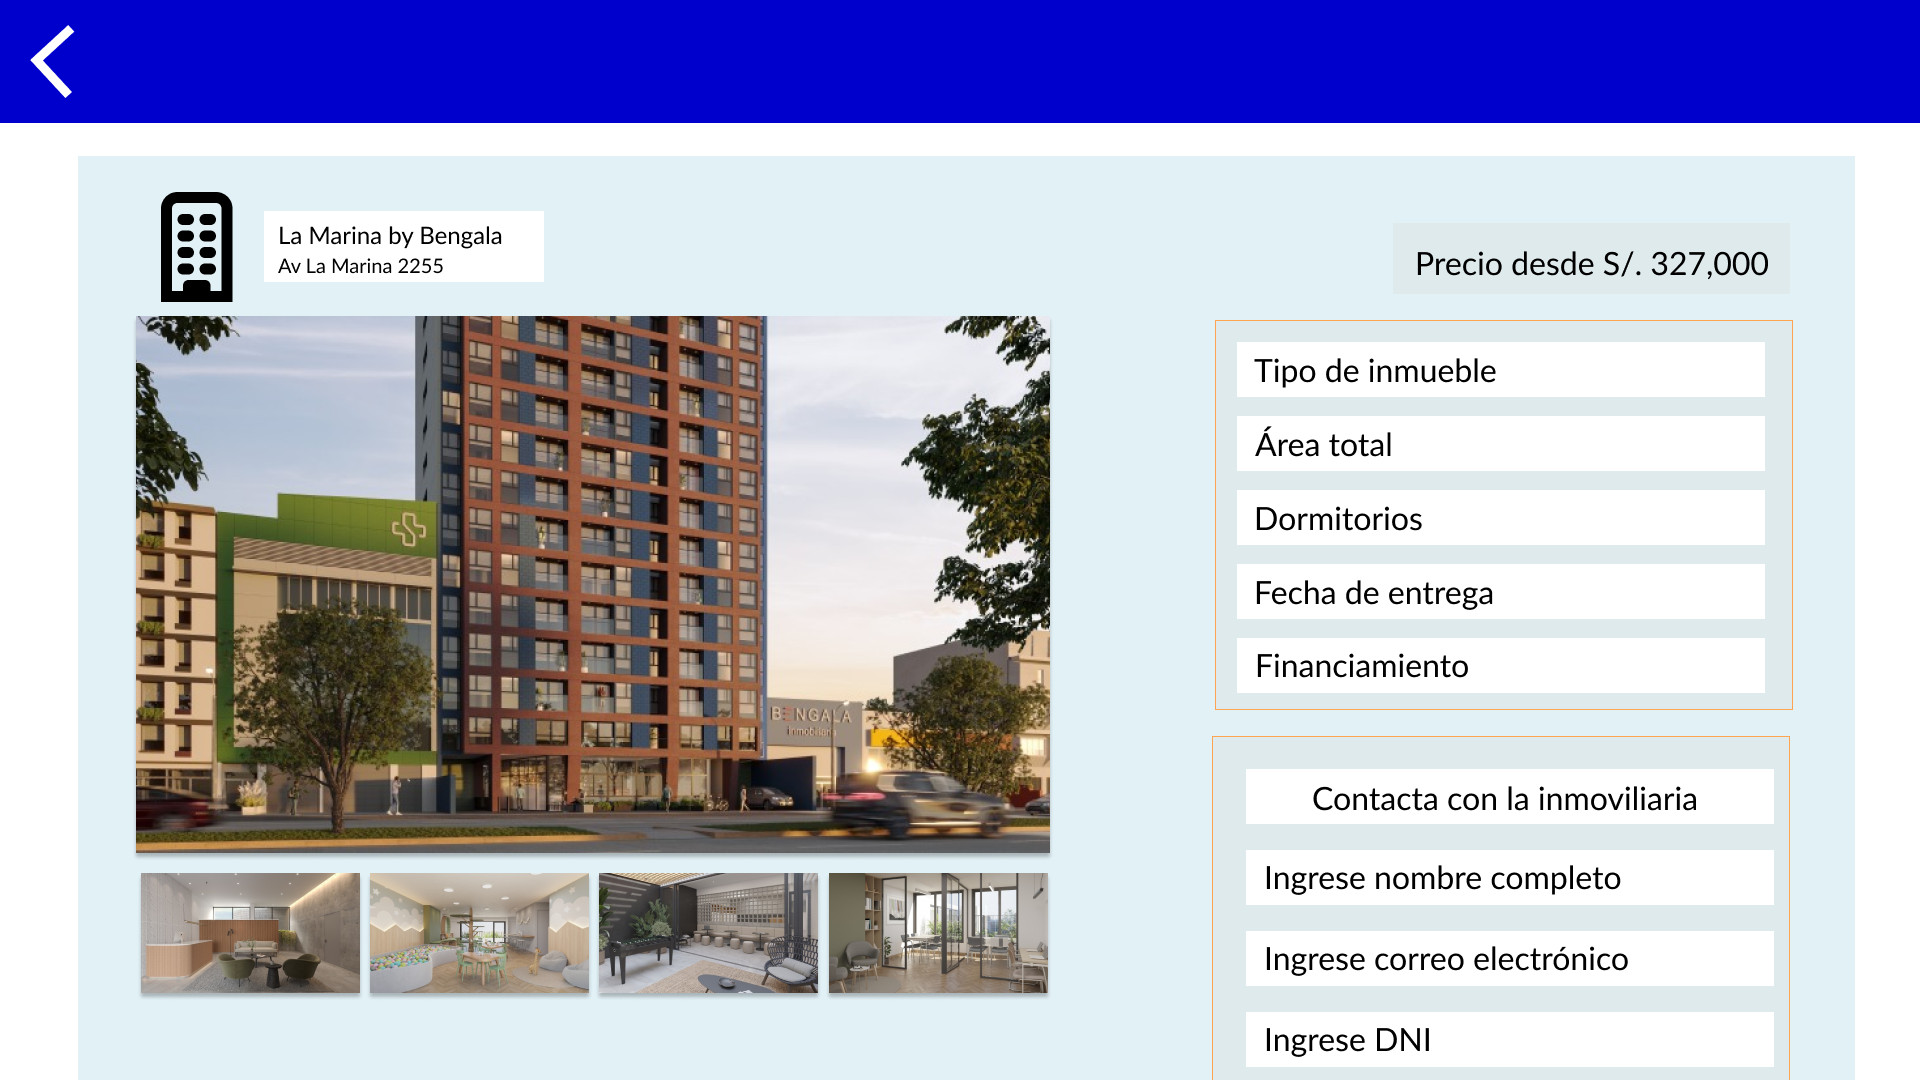 La Marina by Bengala
Av La Marina 2255
Precio desde S/. 327,000
Tipo de inmueble
Área total
Dormitorios
Fecha de entrega
Financiamiento
BENGALA
Inmobiliaria
Contacta con la inmoviliaria
Ingrese nombre completo
Ingrese correo electrónico
Ingrese DNI